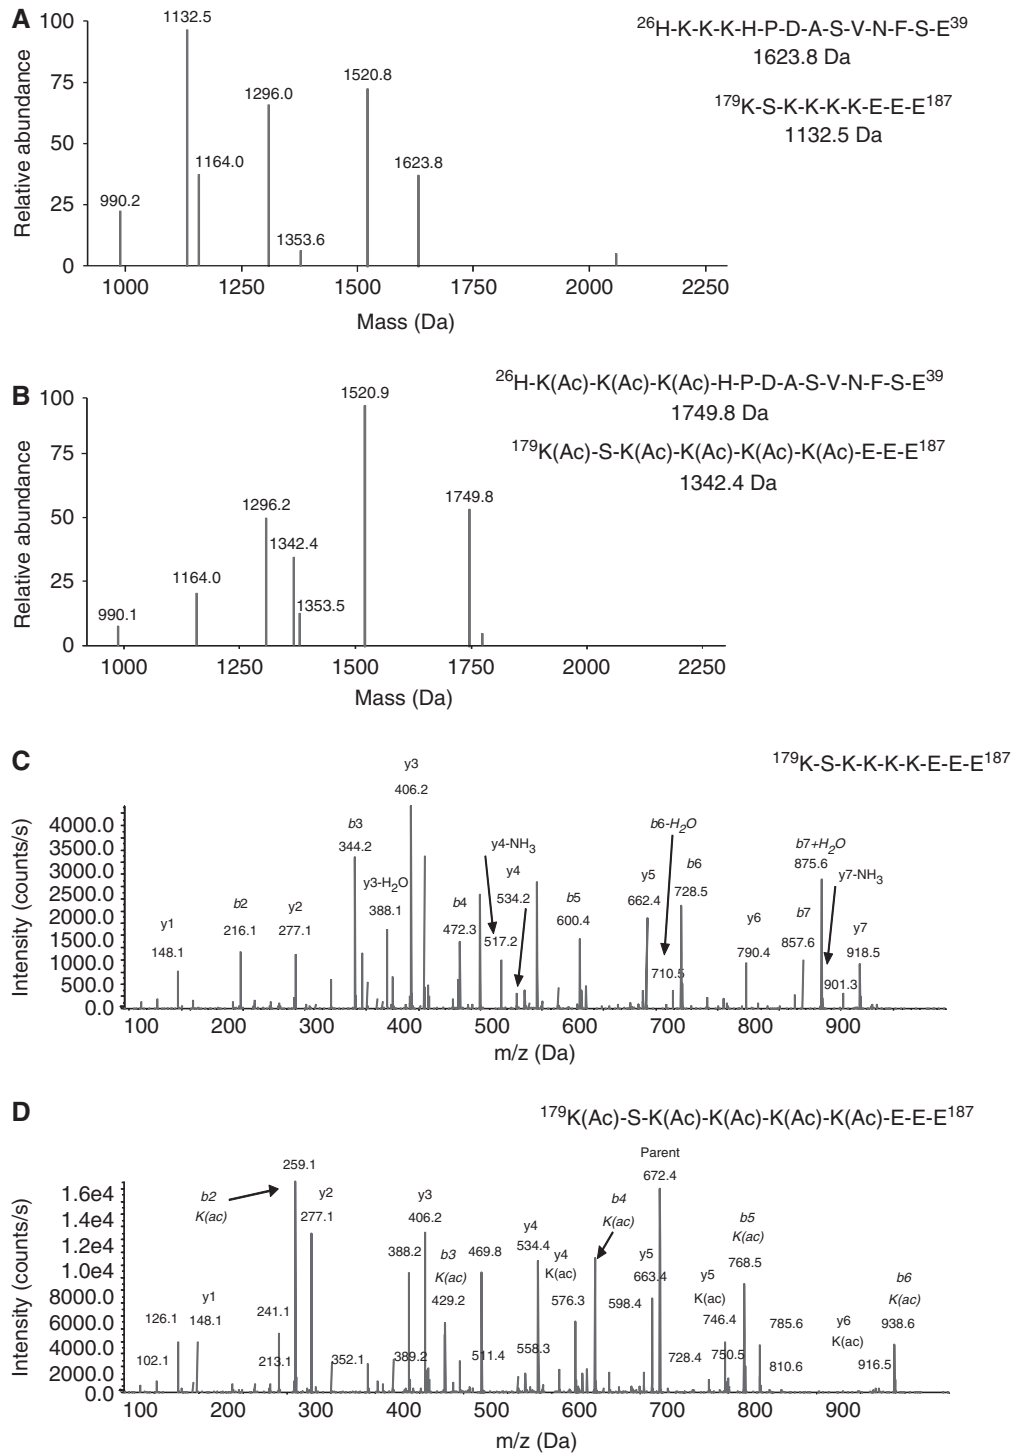 A
Relative abundance
100
75
50
25
0
1132.5
1520.8
1296.0
1164.0
1623.8
990.2
1353.6
²⁶H-K-K-K-H-P-D-A-S-V-N-F-S-E³⁹
1623.8 Da
¹⁷⁹K-S-K-K-K-K-E-E-E¹⁸⁷
1132.5 Da
1000 1250 1500 1750 2000 2250
Mass (Da)
B
Relative abundance
100
75
50
25
0
1520.9
1749.8
1296.2
1342.4
1164.0
1353.5
990.1
²⁶H-K(Ac)-K(Ac)-K(Ac)-H-P-D-A-S-V-N-F-S-E³⁹
1749.8 Da
¹⁷⁹K(Ac)-S-K(Ac)-K(Ac)-K(Ac)-K(Ac)-E-E-E¹⁸⁷
1342.4 Da
1000 1250 1500 1750 2000 2250
Mass (Da)
C
¹⁷⁹K-S-K-K-K-K-E-E-E¹⁸⁷
Intensity (counts/s)
4000.0
3500.0
3000.0
2500.0
2000.0
1500.0
1000.0
500.0
0.0
y1
148.1
b2
216.1
y2
277.1
b3
344.2
y3-H₂O
388.1
y3
406.2
b4
472.3
y4-NH₃
517.2
y4
534.2
b5
600.4
y5
662.4
b6-H₂O
710.5
b6
728.5
y6
790.4
b7
857.6
b7+H₂O
875.6
y7-NH₃
901.3
y7
918.5
100 200 300 400 500 600 700 800 900
m/z (Da)
D
¹⁷⁹K(Ac)-S-K(Ac)-K(Ac)-K(Ac)-K(Ac)-E-E-E¹⁸⁷
Intensity (counts/s)
1.6e4
1.4e4
1.2e4
1.0e4
8000.0
6000.0
4000.0
2000.0
0.0
102.1
126.1
y1
148.1
b2
K(ac)
213.1
241.1
259.1
y2
277.1
352.1
388.2
389.2
y3
406.2
b3
K(ac)
429.2
469.8
511.4
y4
534.4
558.3
y4
K(ac)
576.3
b4
K(ac)
598.4
y5
663.4
Parent
672.4
728.4
y5
K(ac)
746.4
750.5
b5
K(ac)
768.5
785.6
810.6
y6
K(ac)
916.5
b6
K(ac)
938.6
100 200 300 400 500 600 700 800 900
m/z (Da)